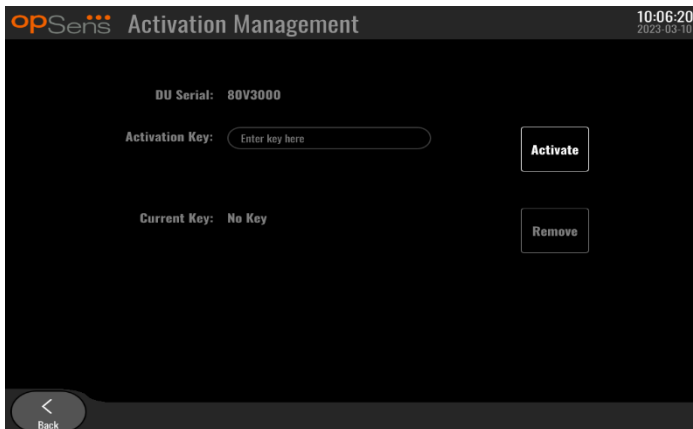 opSens Activation Management
10:06:20
2023-03-10
DU Serial: 80V3000
Activation Key: Enter key here
Activate
Current Key: No Key
Remove
Back